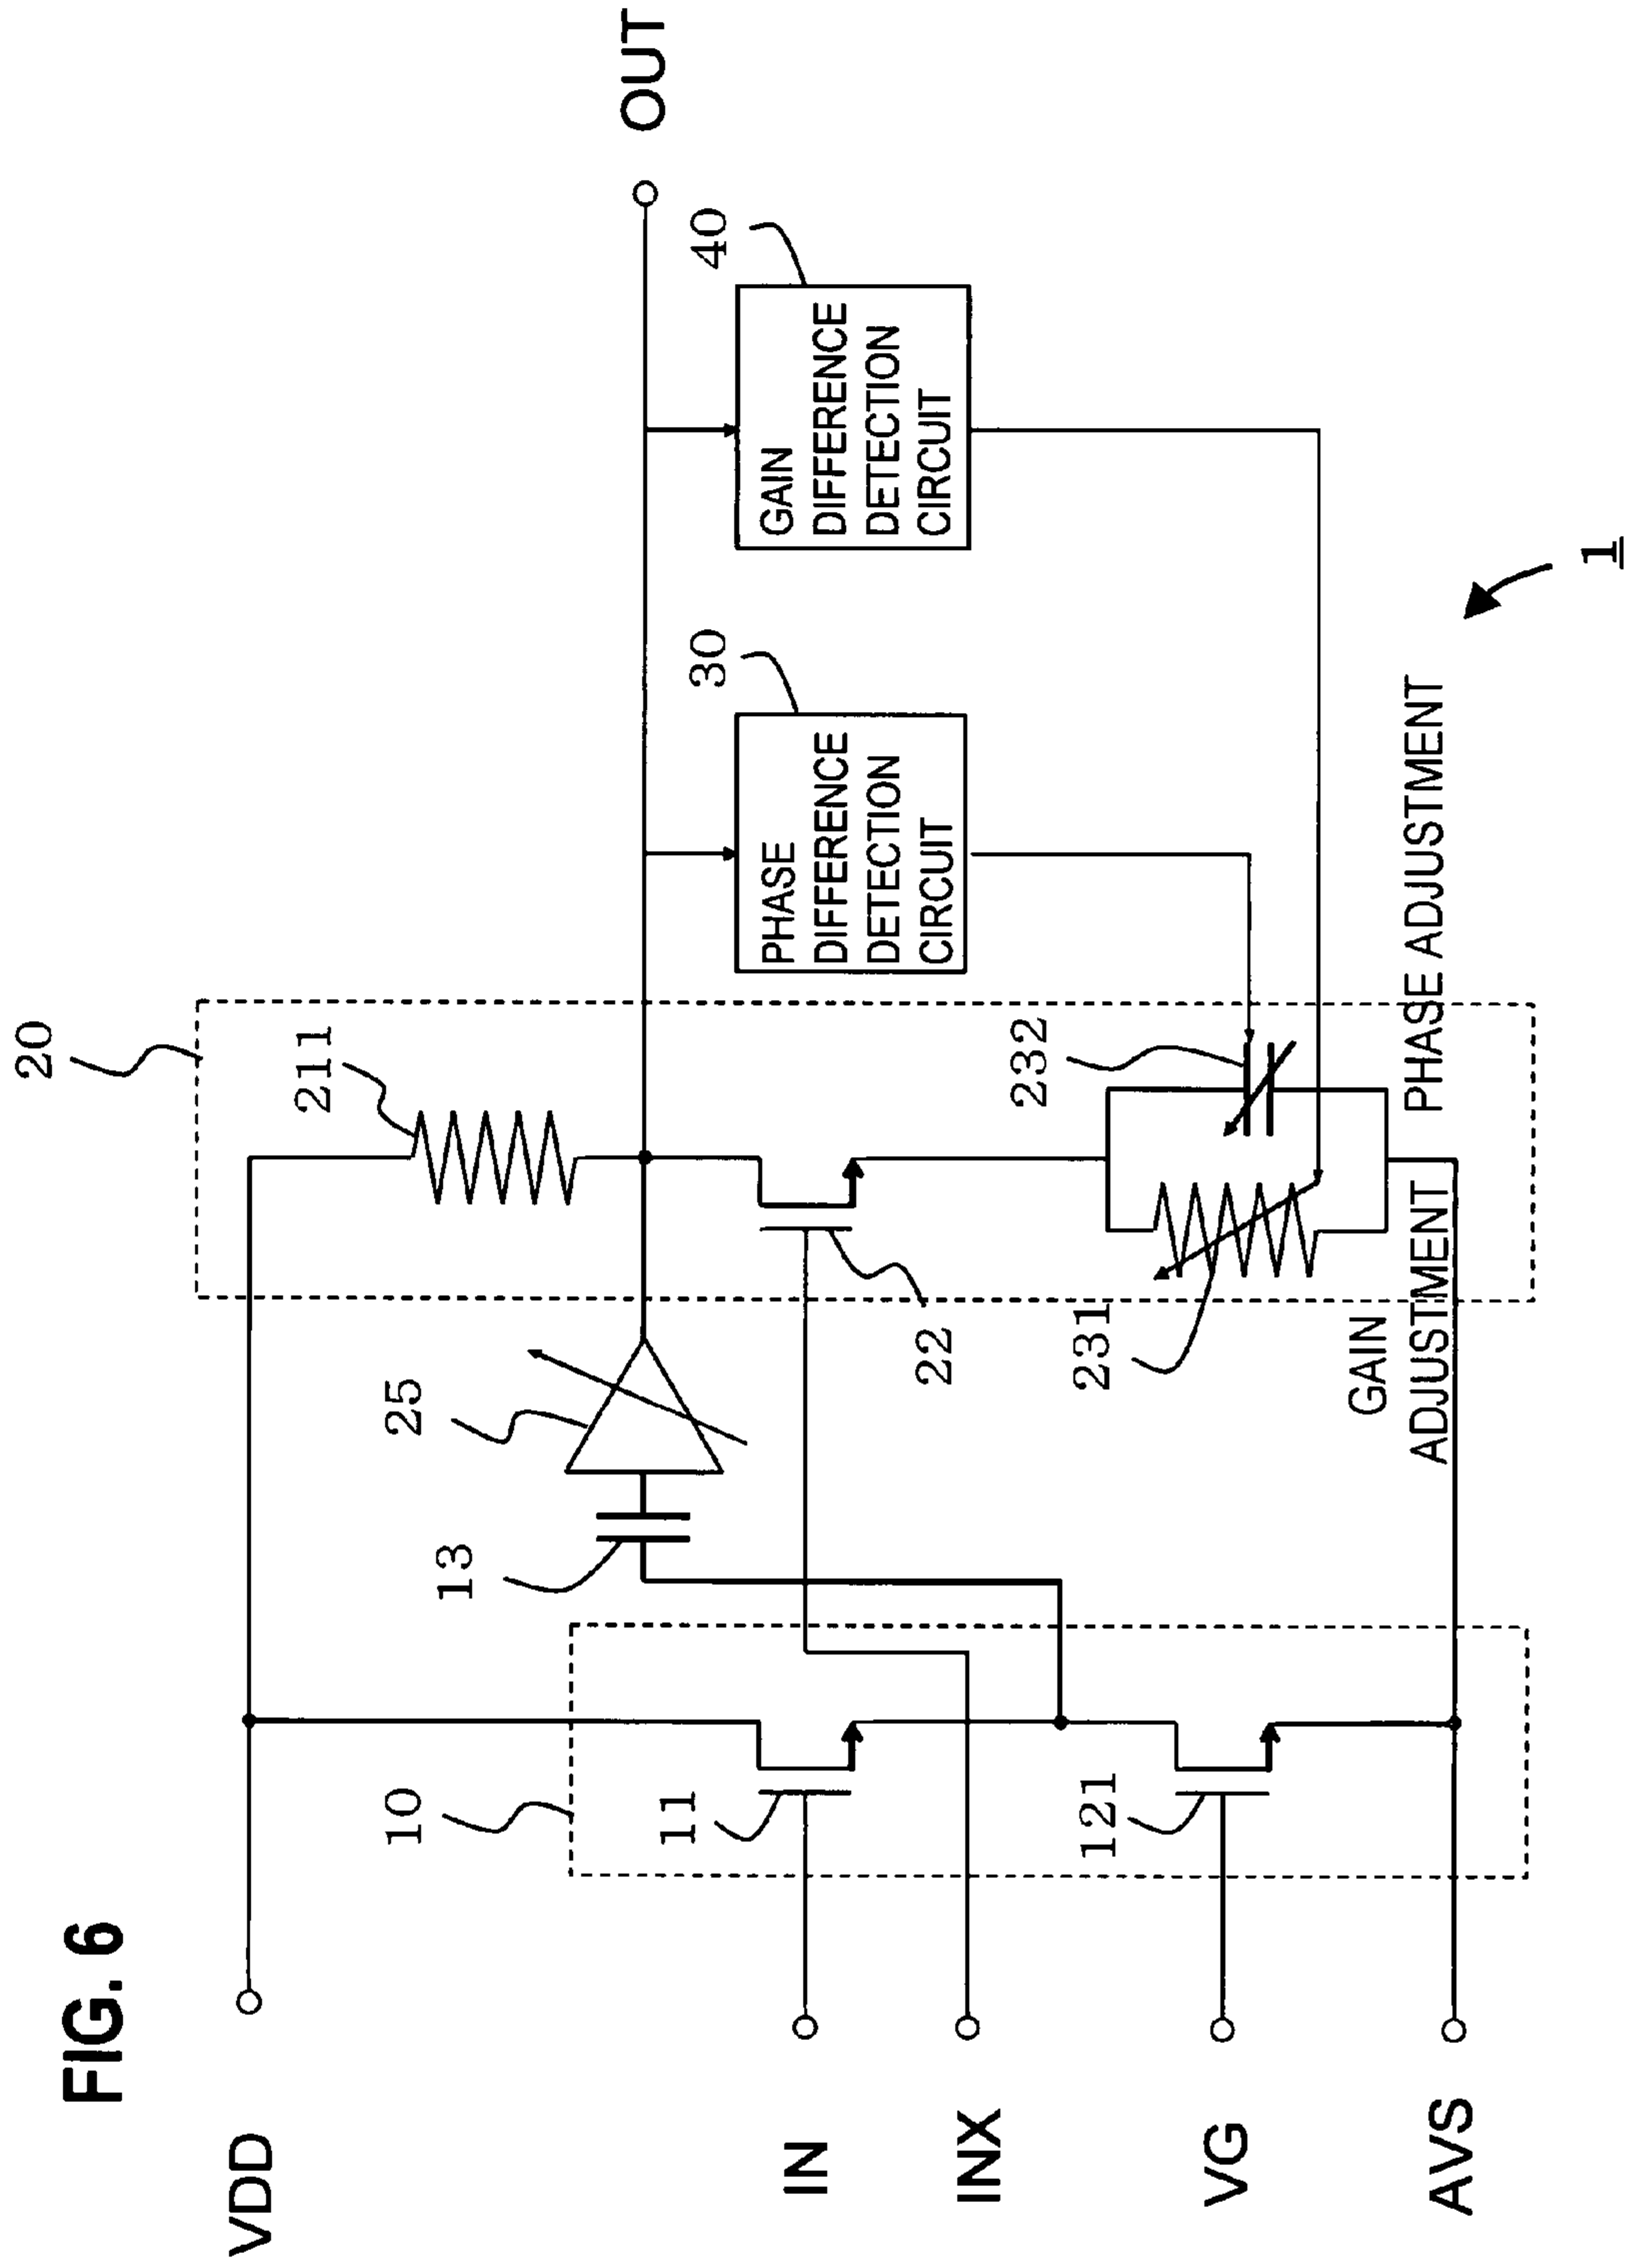 FIG. 6
20
VDD
211
OUT
25
13
10
11
IN
INX
22
30
PHASE
DIFFERENCE
DETECTION
CIRCUIT
40
GAIN
DIFFERENCE
DETECTION
CIRCUIT
232
231
121
VG
GAIN
ADJUSTMENT
PHASE ADJUSTMENT
AVS
1